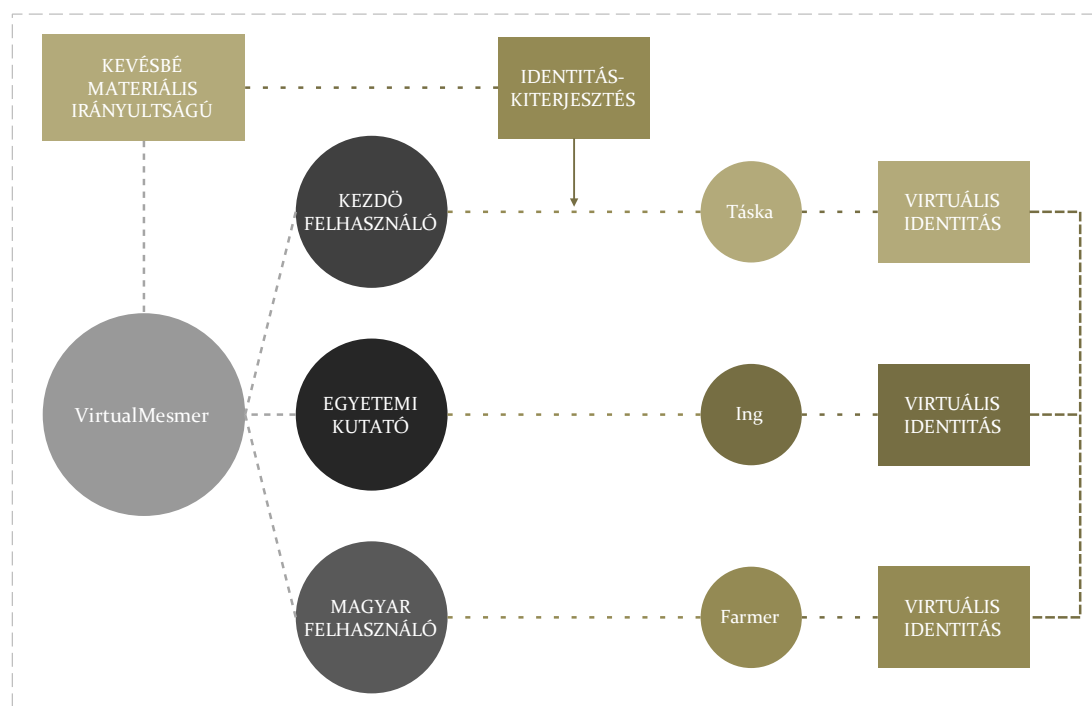 KEVÉSBÉ
MATERIÁLIS
IRÁNYULTSÁGÚ
IDENTITÁS-
KITERJESZTÉS
KEZDÖ
FELHASZNÁLÓ
Táska
VIRTUÁLIS
IDENTITÁS
VirtualMesmer
EGYETEMI
KUTATÓ
Ing
VIRTUÁLIS
IDENTITÁS
MAGYAR
FELHASZNÁLÓ
Farmer
VIRTUÁLIS
IDENTITÁS